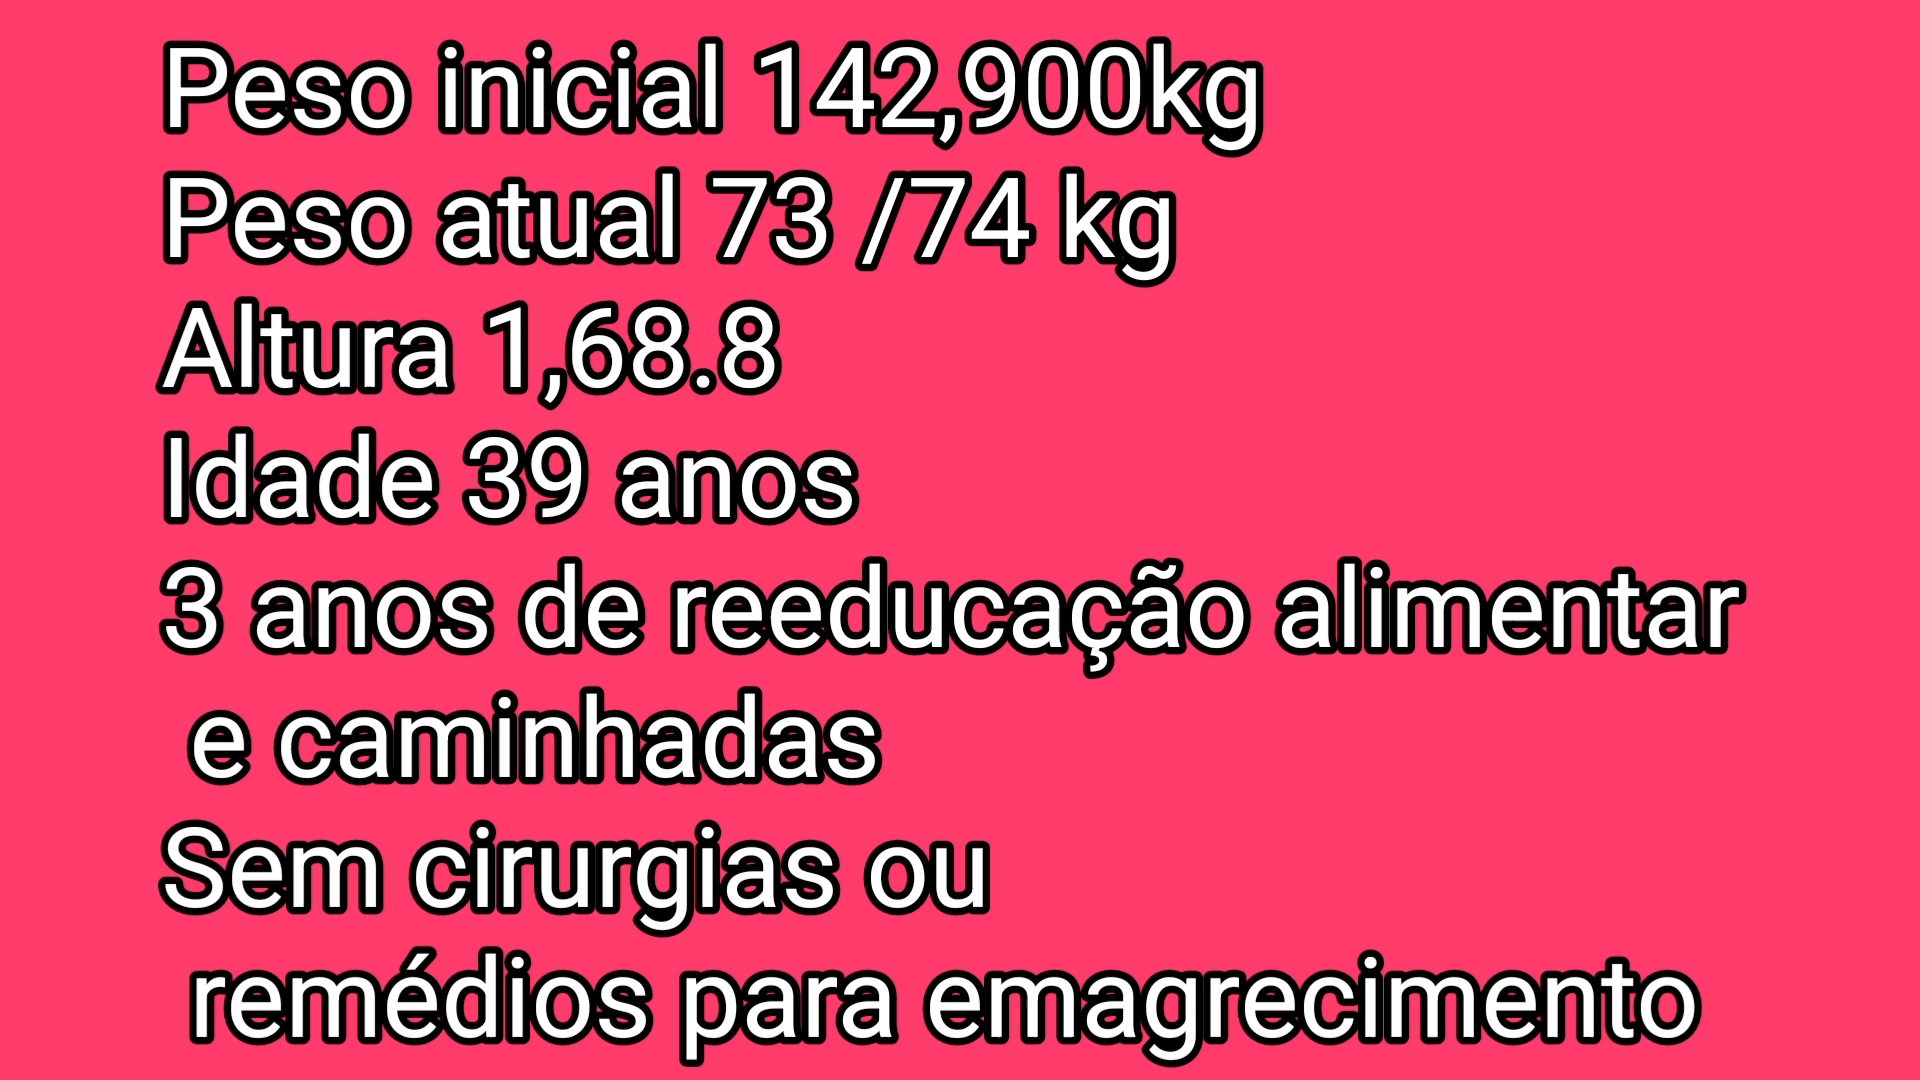 Peso inicial 142,900kg
Peso atual 73 /74 kg
Altura 1,68.8
Idade 39 anos
3 anos de reeducação alimentar
e caminhadas
Sem cirurgias ou
remédios para emagrecimento